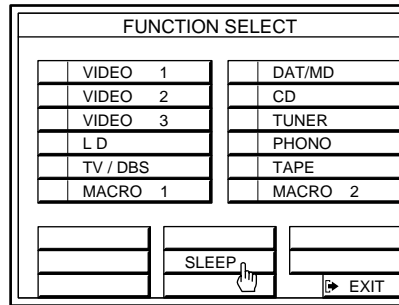 FUNCTION SELECT
VIDEO 1
VIDEO 2
VIDEO 3
L D
TV / DBS
MACRO 1
DAT/MD
CD
TUNER
PHONO
TAPE
MACRO 2
SLEEP
EXIT